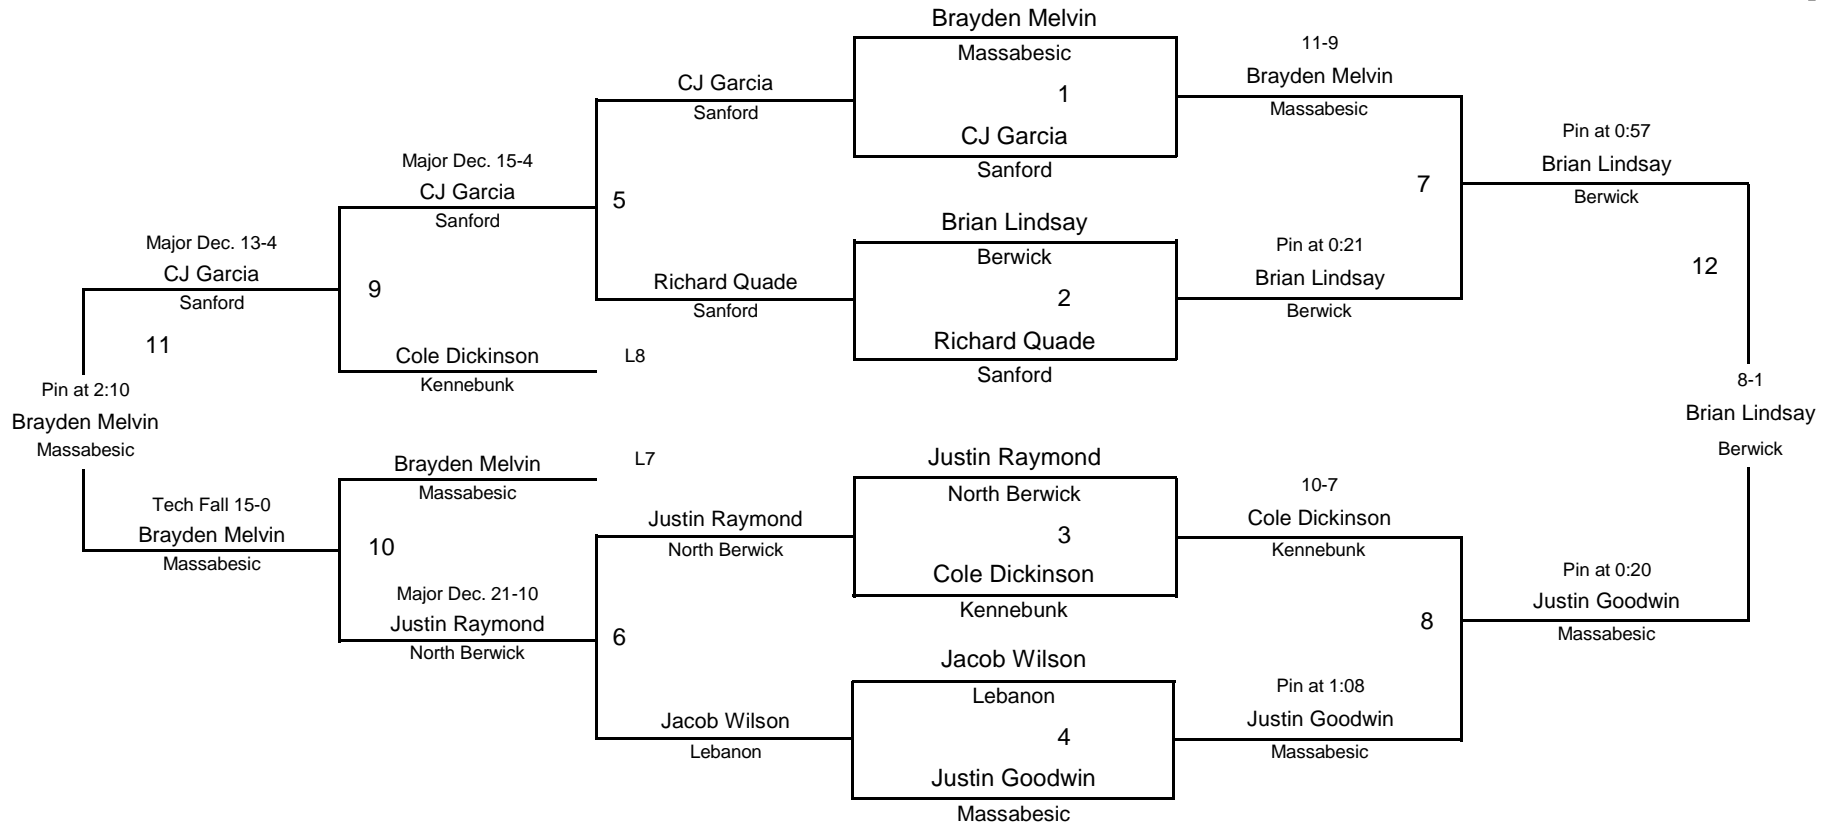 Brayden Melvin
Massabesic
1
CJ Garcia
Sanford
Brian Lindsay
Berwick
2
Richard Quade
Sanford
Justin Raymond
North Berwick
3
Cole Dickinson
Kennebunk
Jacob Wilson
Lebanon
4
Justin Goodwin
Massabesic
11-9
Brayden Melvin
Massabesic
7
Pin at 0:21
Brian Lindsay
Berwick
10-7
Cole Dickinson
Kennebunk
8
Pin at 1:08
Justin Goodwin
Massabesic
Pin at 0:57
Brian Lindsay
Berwick
12
Pin at 0:20
Justin Goodwin
Massabesic
8-1
Brian Lindsay
Berwick
CJ Garcia
Sanford
5
Richard Quade
Sanford
Justin Raymond
North Berwick
6
Jacob Wilson
Lebanon
Major Dec. 15-4
CJ Garcia
Sanford
9
Cole Dickinson
L8
Kennebunk
Brayden Melvin
L7
Massabesic
10
Major Dec. 21-10
Justin Raymond
North Berwick
Major Dec. 13-4
CJ Garcia
Sanford
11
Tech Fall 15-0
Brayden Melvin
Massabesic
Pin at 2:10
Brayden Melvin
Massabesic